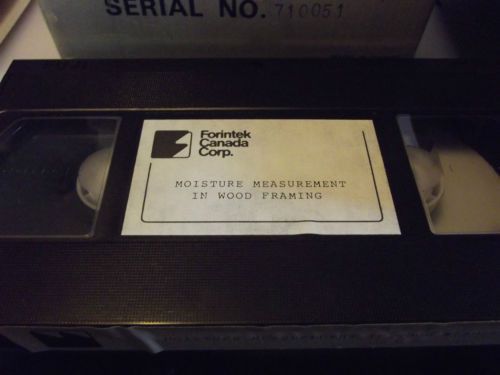 SERIAL NO. 710051
Forintek
Canada
Corp.
MOISTURE MEASUREMENT
IN WOOD FRAMING